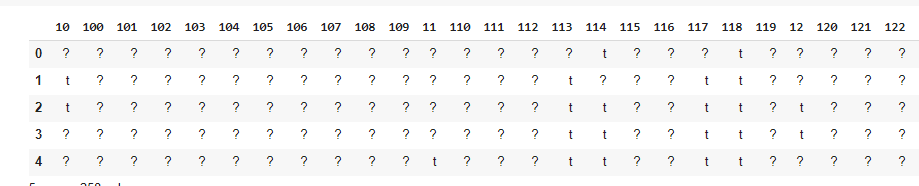 10 100 101 102 103 104 105 106 107 108 109 11 110 111 112 113 114 115 116 117 118 119 12 120 121 122
0 ? ? ? ? ? ? ? ? ? ? ? ? ? ? ? ? t ? ? ? t ? ? ? ? ?
1 t ? ? ? ? ? ? ? ? ? ? ? ? ? ? t ? ? ? t t ? ? ? ? ?
2 t ? ? ? ? ? ? ? ? ? ? ? ? ? ? t t ? ? t t ? t ? ? ?
3 ? ? ? ? ? ? ? ? ? ? ? ? ? ? ? t t ? ? t t ? t ? ? ?
4 ? ? ? ? ? ? ? ? ? ? ? t ? ? ? t t ? ? t t ? ? ? ? ?